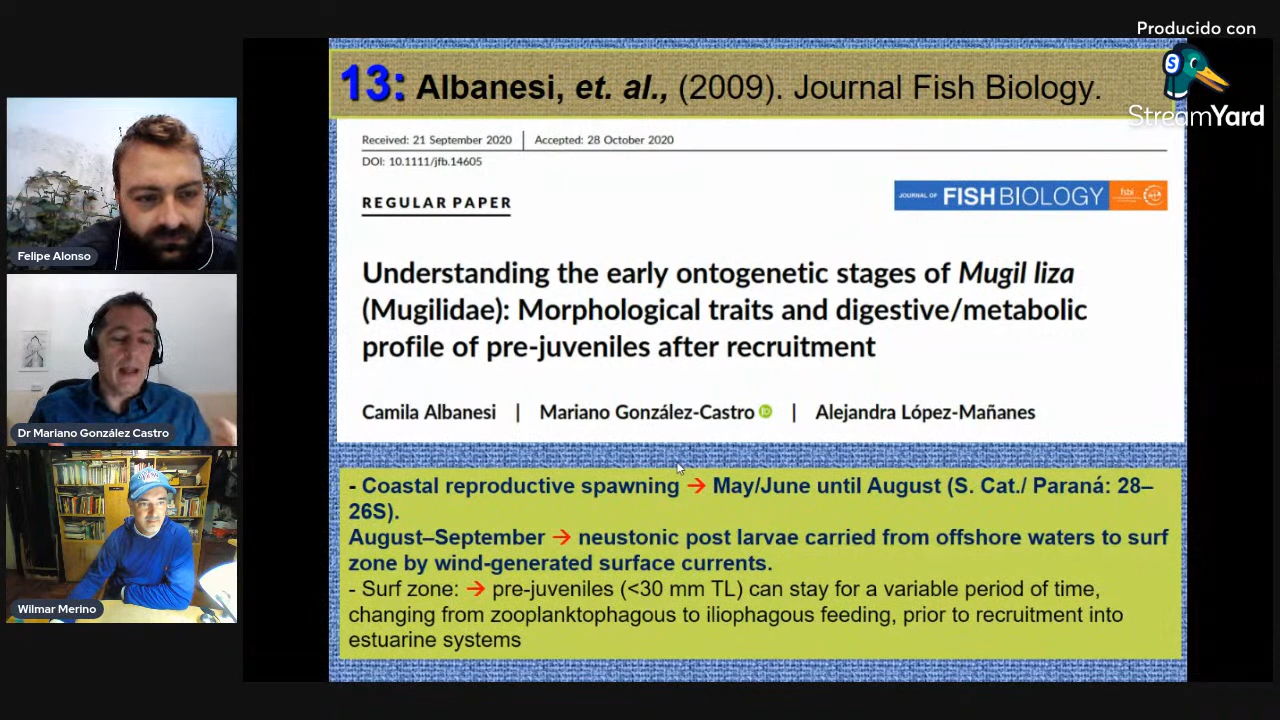 Producido con
StreamYard
13: Albanesi, et. al., (2009). Journal Fish Biology.
Received: 21 September 2020 | Accepted: 28 October 2020
DOI: 10.1111/jfb.14605
REGULAR PAPER
JOURNAL OF FISHBIOLOGY fsbi
Understanding the early ontogenetic stages of Mugil liza
(Mugilidae): Morphological traits and digestive/metabolic
profile of pre-juveniles after recruitment
Camila Albanesi | Mariano González-Castro | Alejandra López-Mañanes
- Coastal reproductive spawning → May/June until August (S. Cat./ Paraná: 28–
26S).
August–September → neustonic post larvae carried from offshore waters to surf
zone by wind-generated surface currents.
- Surf zone: → pre-juveniles (<30 mm TL) can stay for a variable period of time,
changing from zooplanktophagous to iliophagous feeding, prior to recruitment into
estuarine systems
Felipe Alonso
Dr Mariano González Castro
Wilmar Merino